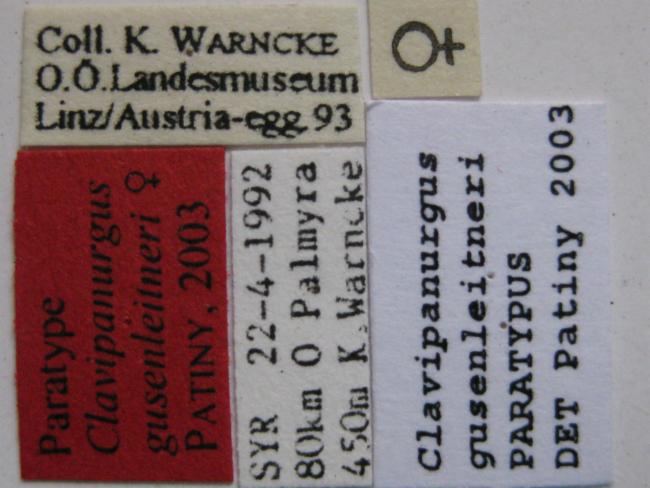 Coll. K. WARNCKE
O.Ö.Landesmuseum
Linz/Austria-egg.93
♀
Paratype
Clavipanurgus
gusenleitneri ♀
PATINY, 2003
SYR 22-4-1992
80km O Palmyra
450m K.Warncke
Clavipanurgus
gusenleitneri
PARATYPUS
DET Patiny 2003